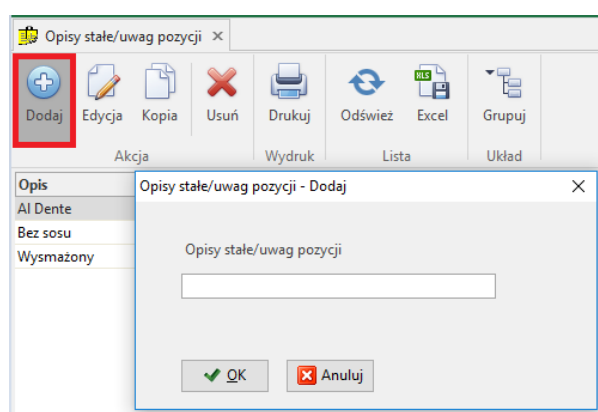 Opisy stałe/uwag pozycji ×
Dodaj Edycja Kopia Usuń Drukuj Odśwież Excel Grupuj
Akcja Wydruk Lista Układ
Opis
Al Dente
Bez sosu
Wysmażony
Opisy stałe/uwag pozycji - Dodaj
Opisy stałe/uwag pozycji
OK Anuluj